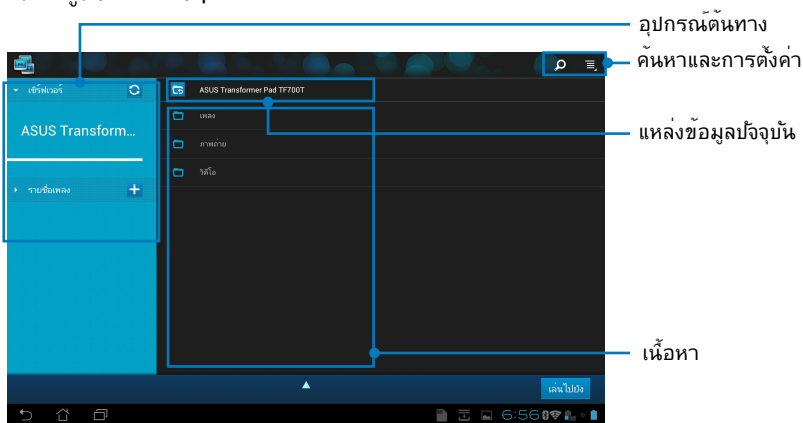 อุปกรณ์ต้นทาง
ค้นหาและการตั้งค่า
เซิร์ฟเวอร์
ASUS Transformer Pad TF700T
เพลง
ASUS Transform...
แหล่งข้อมูลปัจจุบัน
ภาพถ่าย
วิดีโอ
รายชื่อเพลง
เนื้อหา
เล่นไปยัง
6:56